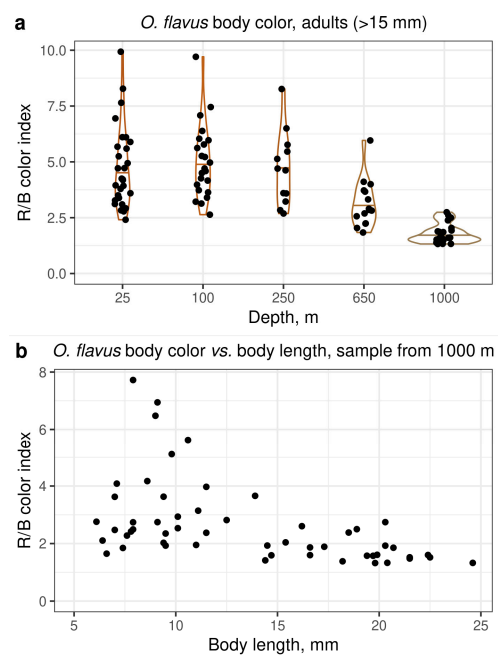 a
O. flavus body color, adults (>15 mm)
10.0
7.5
5.0
2.5
0.0
R/B color index
25 100 250 650 1000
Depth, m
b
O. flavus body color vs. body length, sample from 1000 m
8
6
4
2
0
R/B color index
5 10 15 20 25
Body length, mm